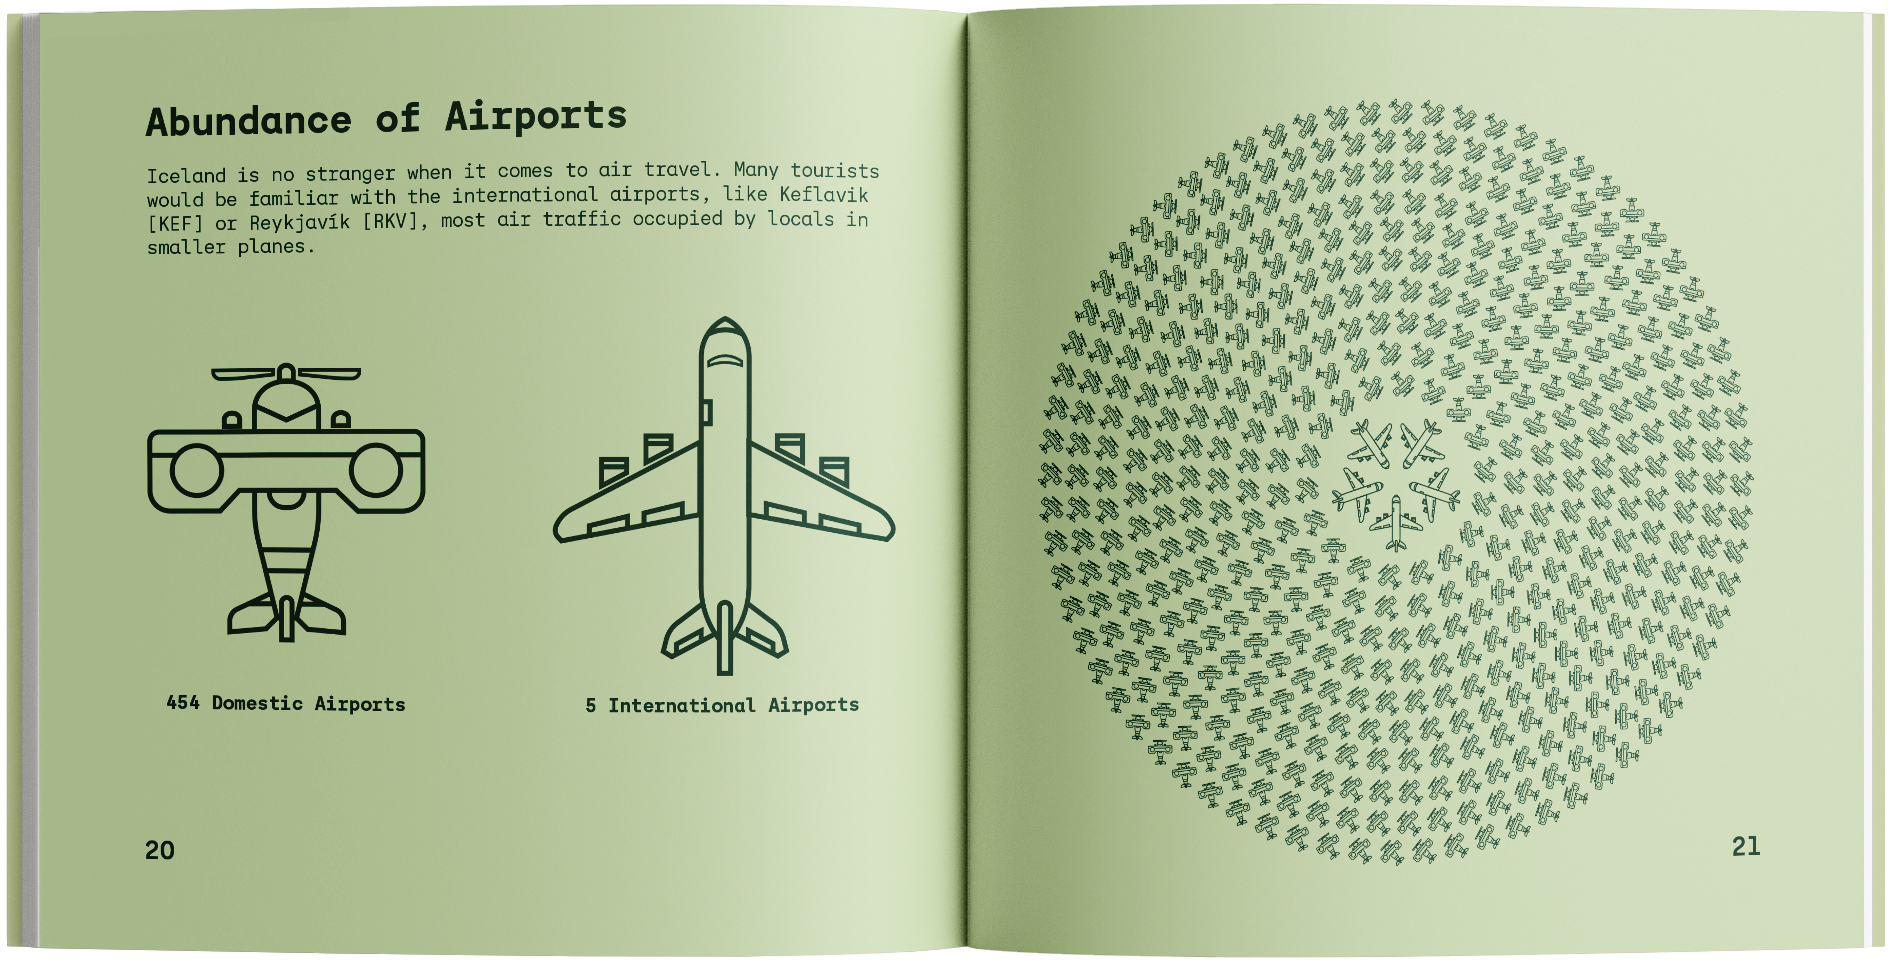 Abundance of Airports
Iceland is no stranger when it comes to air travel. Many tourists
would be familiar with the international airports, like Keflavik
[KEF] or Reykjavík [RKV], most air traffic occupied by locals in
smaller planes.
454 Domestic Airports
5 International Airports
20
21